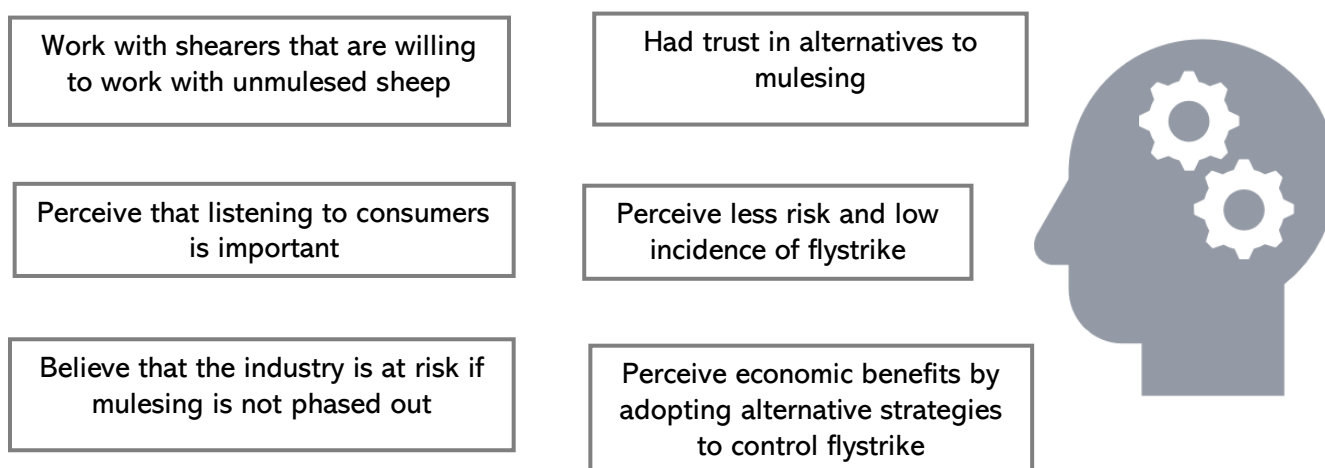 Work with shearers that are willing
to work with unmulesed sheep
Had trust in alternatives to
mulesing
Perceive that listening to consumers
is important
Perceive less risk and low
incidence of flystrike
Believe that the industry is at risk if
mulesing is not phased out
Perceive economic benefits by
adopting alternative strategies
to control flystrike